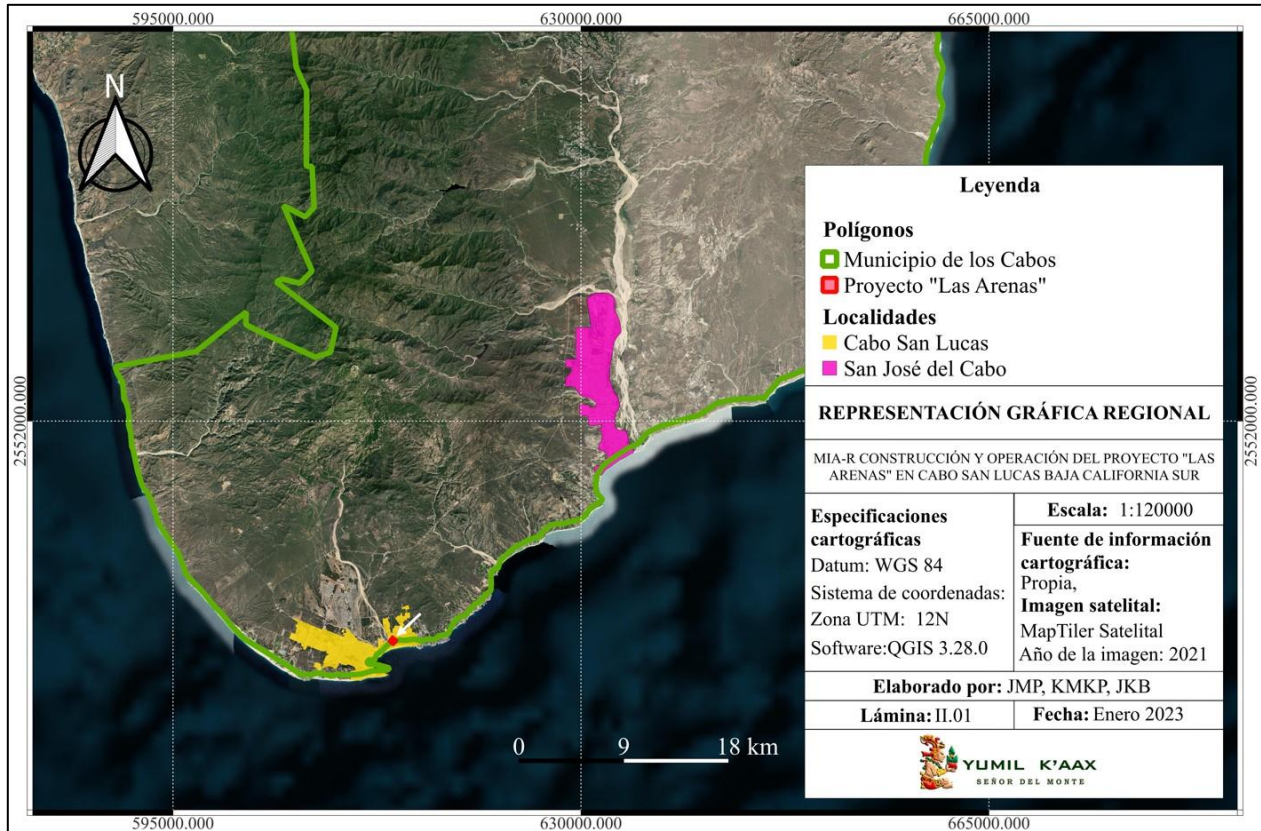 595000.000
630000.000
665000.000
N
2552000.000
2552000.000
Leyenda
Polígonos
Municipio de los Cabos
Proyecto "Las Arenas"
Localidades
Cabo San Lucas
San José del Cabo
REPRESENTACIÓN GRÁFICA REGIONAL
MIA-R CONSTRUCCIÓN Y OPERACIÓN DEL PROYECTO "LAS
ARENAS" EN CABO SAN LUCAS BAJA CALIFORNIA SUR
Especificaciones
cartográficas
Datum: WGS 84
Sistema de coordenadas:
Zona UTM: 12N
Software:QGIS 3.28.0
Escala: 1:120000
Fuente de información
cartográfica:
Propia,
Imagen satelital:
MapTiler Satelital
Año de la imagen: 2021
Elaborado por: JMP, KMKP, JKB
Lámina: II.01
Fecha: Enero 2023
YUMIL K'AAX
SEÑOR DEL MONTE
0 9 18 km
595000.000
630000.000
665000.000